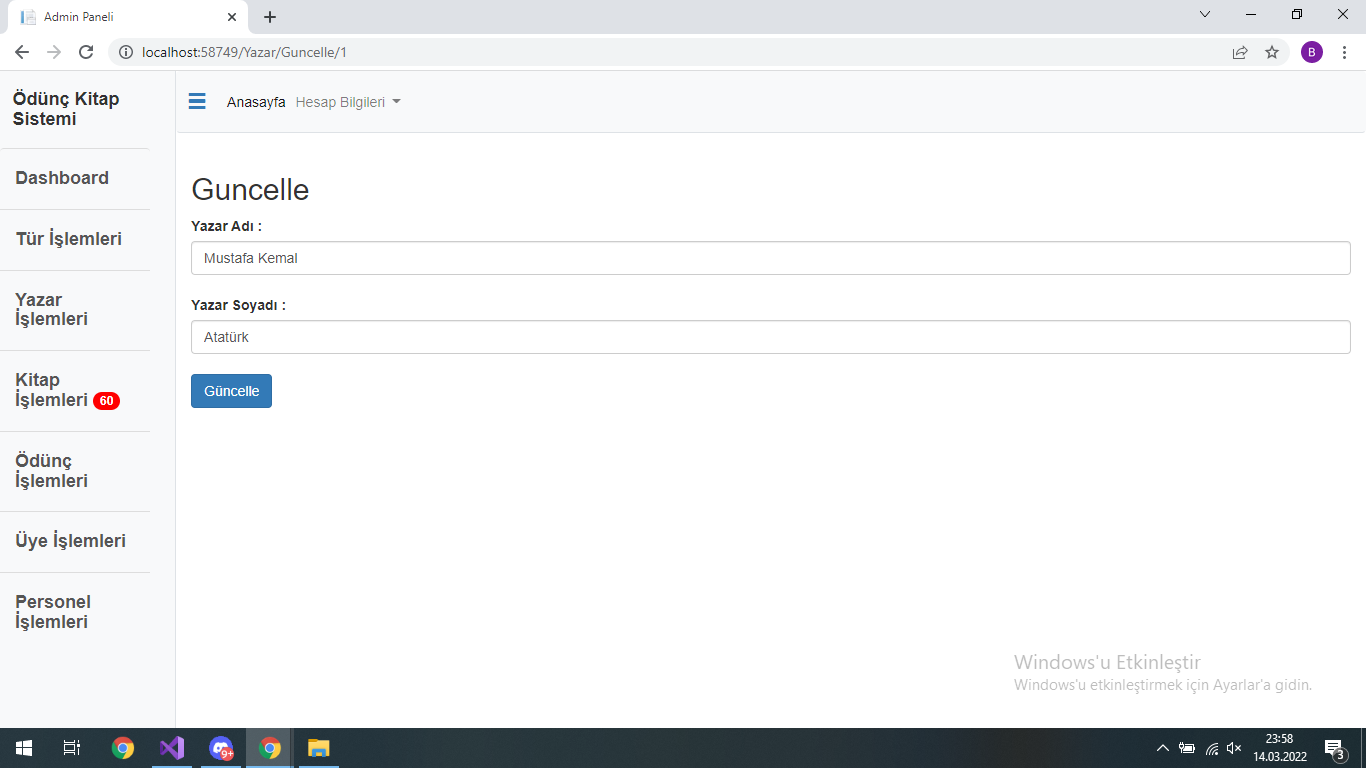 Admin Paneli
localhost:58749/Yazar/Guncelle/1
B
Ödünç Kitap
Sistemi
Anasayfa Hesap Bilgileri
Dashboard
Tür İşlemleri
Yazar
İşlemleri
Kitap
İşlemleri 60
Ödünç
İşlemleri
Üye İşlemleri
Personel
İşlemleri
Guncelle
Yazar Adı :
Mustafa Kemal
Yazar Soyadı :
Atatürk
Güncelle
Windows'u Etkinleştir
Windows'u etkinleştirmek için Ayarlar'a gidin.
9+
23:58
14.03.2022
3